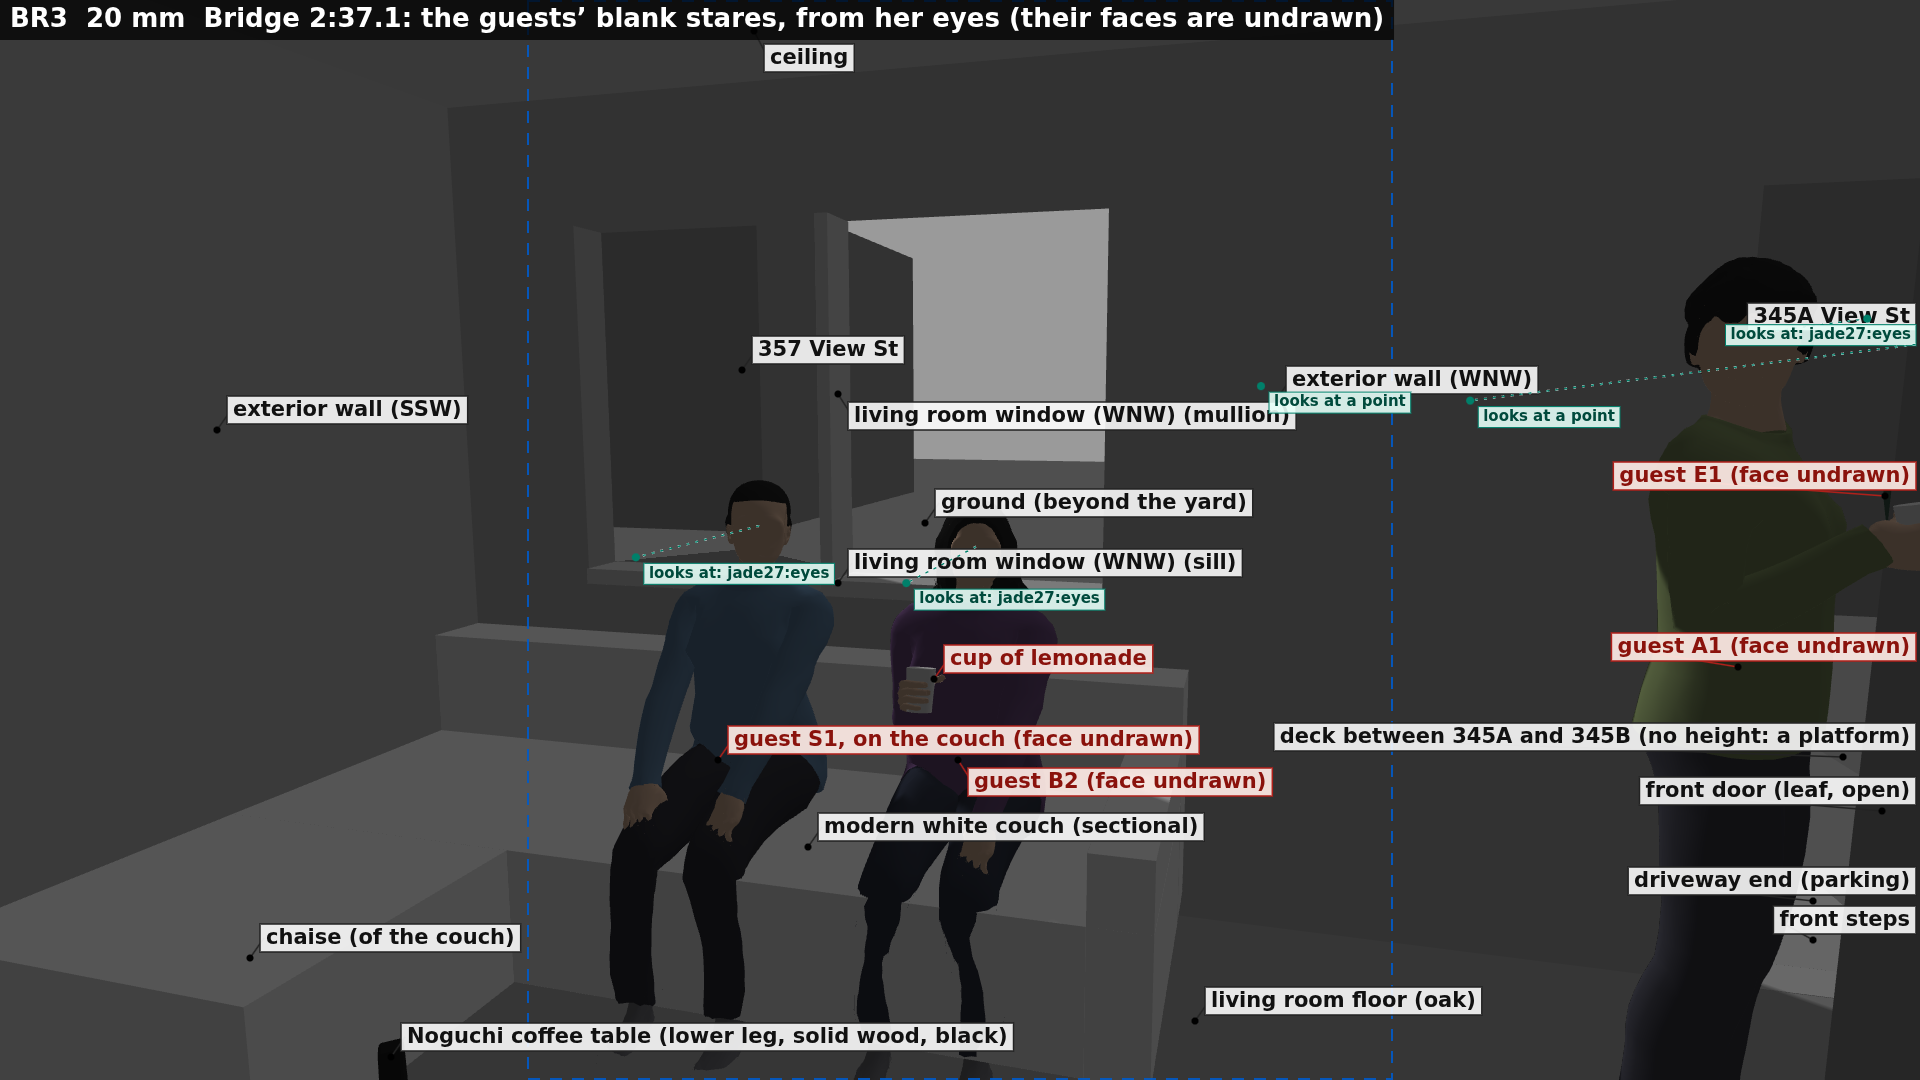 BR3  20 mm  Bridge 2:37.1: the guests’ blank stares, from her eyes (their faces are undrawn)
ceiling
345A View St
looks at: jade27:eyes
357 View St
exterior wall (WNW)
looks at a point
exterior wall (SSW)
living room window (WNW) (mullion)
looks at a point
guest E1 (face undrawn)
ground (beyond the yard)
living room window (WNW) (sill)
looks at: jade27:eyes
looks at: jade27:eyes
guest A1 (face undrawn)
cup of lemonade
guest S1, on the couch (face undrawn)
deck between 345A and 345B (no height: a platform)
guest B2 (face undrawn)
front door (leaf, open)
modern white couch (sectional)
driveway end (parking)
front steps
chaise (of the couch)
living room floor (oak)
Noguchi coffee table (lower leg, solid wood, black)